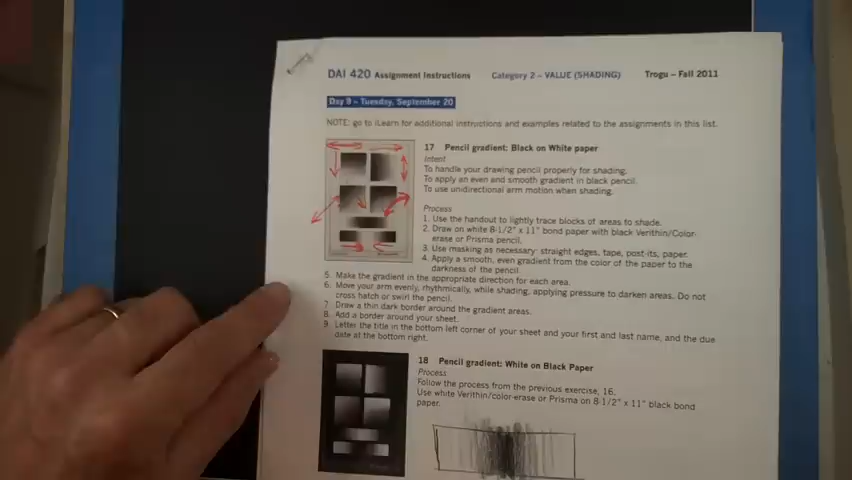 DAI 420 Assignment Instructions Category 2 – VALUE (SHADING) Trogu – Fall 2011
Day 9 – Tuesday, September 20
NOTE: go to iLearn for additional instructions and examples related to the assignments in this list.
17 Pencil gradient: Black on White paper
Intent
To handle your drawing pencil properly for shading.
To apply an even and smooth gradient in black pencil.
To use unidirectional arm motion when shading.
Process
1. Use the handout to lightly trace blocks of areas to shade.
2. Draw on white 8-1/2" x 11" bond paper with black Verithin/Color-
erase or Prisma pencil.
3. Use masking as necessary: straight edges, tape, post-its, paper.
4. Apply a smooth, even gradient from the color of the paper to the
darkness of the pencil.
5. Make the gradient in the appropriate direction for each area.
6. Move your arm evenly, rhythmically, while shading, applying pressure to darken areas. Do not
cross hatch or swirl the pencil.
7. Draw a thin dark border around the gradient areas.
8. Add a border around your sheet.
9. Letter the title in the bottom left corner of your sheet and your first and last name, and the due
date at the bottom right.
18 Pencil gradient: White on Black Paper
Process
Follow the process from the previous exercise, 16.
Use white Verithin/color-erase or Prisma on 8-1/2" x 11" black bond
paper.